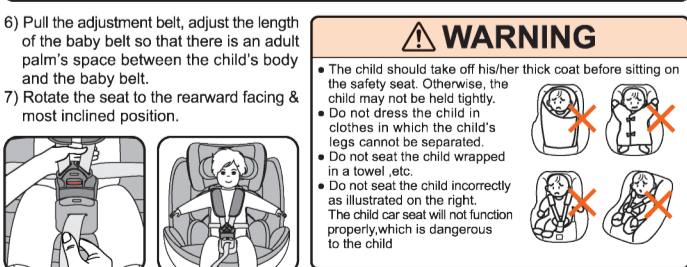 6) Pull the adjustment belt, adjust the length
of the baby belt so that there is an adult
palm's space between the child's body
and the baby belt.
7) Rotate the seat to the rearward facing &
most inclined position.
WARNING
• The child should take off his/her thick coat before sitting on
the safety seat. Otherwise, the
child may not be held tightly.
• Do not dress the child in
clothes in which the child's
legs cannot be separated.
• Do not seat the child wrapped
in a towel ,etc.
• Do not seat the child incorrectly
as illustrated on the right.
The child car seat will not function
properly,which is dangerous
to the child